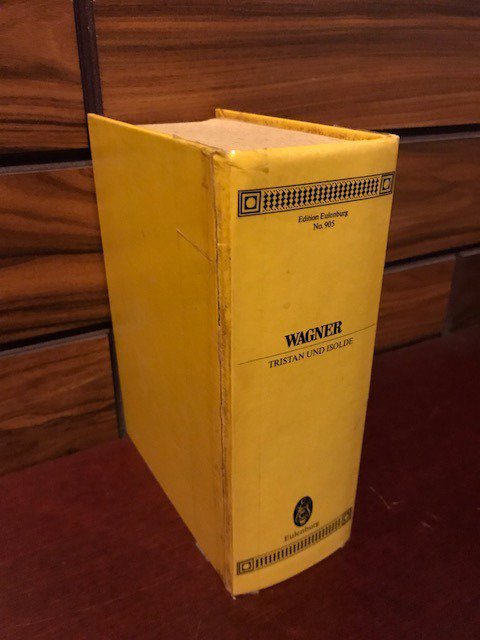 Edition Eulenburg
No. 905
WAGNER
TRISTAN UND ISOLDE
Eulenburg